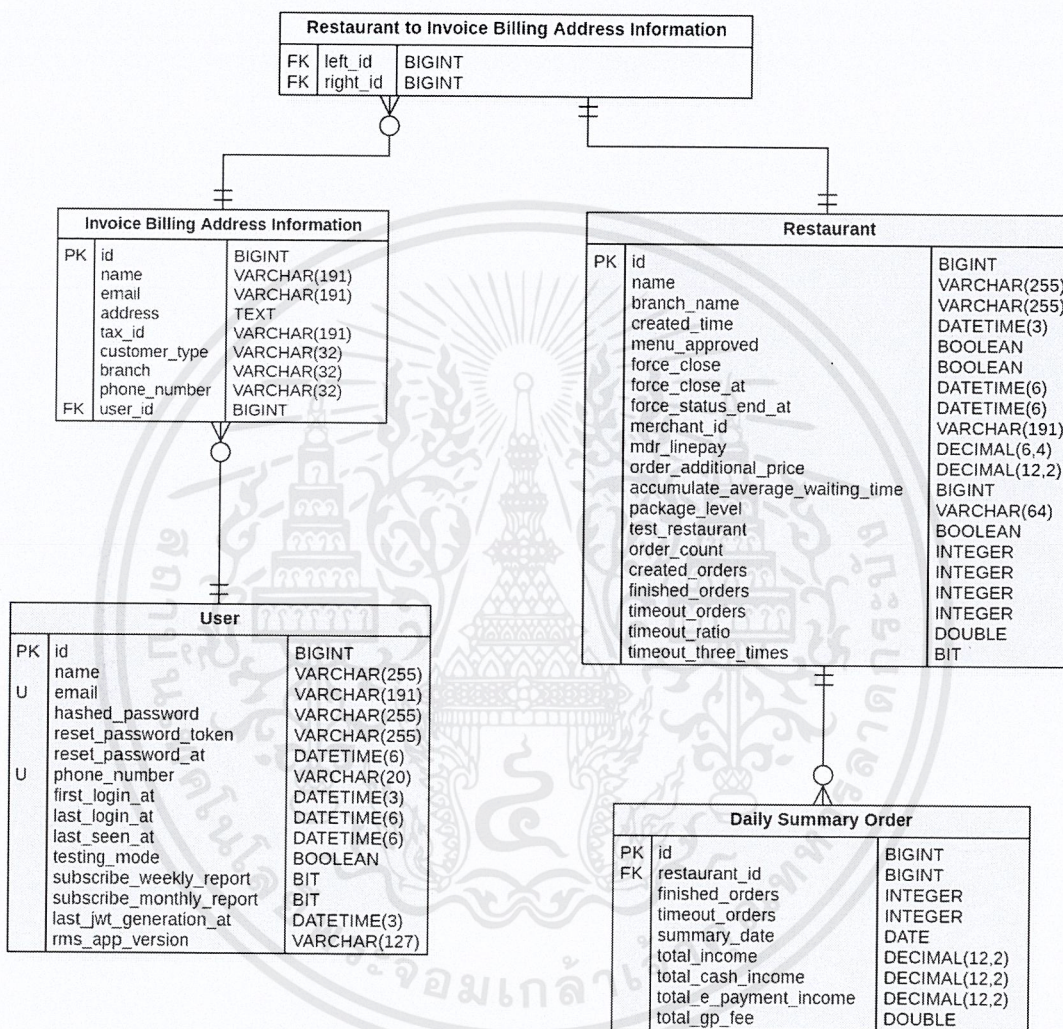 Restaurant to Invoice Billing Address Information
FK left_id BIGINT
FK right_id BIGINT
Invoice Billing Address Information
PK id BIGINT
name VARCHAR(191)
email VARCHAR(191)
address TEXT
tax_id VARCHAR(191)
customer_type VARCHAR(32)
branch VARCHAR(32)
phone_number VARCHAR(32)
FK user_id BIGINT
Restaurant
PK id BIGINT
name VARCHAR(255)
branch_name VARCHAR(255)
created_time DATETIME(3)
menu_approved BOOLEAN
force_close BOOLEAN
force_close_at DATETIME(6)
force_status_end_at DATETIME(6)
merchant_id VARCHAR(191)
mdr_linepay DECIMAL(6,4)
order_additional_price DECIMAL(12,2)
accumulate_average_waiting_time BIGINT
package_level VARCHAR(64)
test_restaurant BOOLEAN
order_count INTEGER
created_orders INTEGER
finished_orders INTEGER
timeout_orders INTEGER
timeout_ratio DOUBLE
timeout_three_times BIT
User
PK id BIGINT
name VARCHAR(255)
U email VARCHAR(191)
hashed_password VARCHAR(255)
reset_password_token VARCHAR(255)
reset_password_at DATETIME(6)
U phone_number VARCHAR(20)
first_login_at DATETIME(3)
last_login_at DATETIME(6)
last_seen_at DATETIME(6)
testing_mode BOOLEAN
subscribe_weekly_report BIT
subscribe_monthly_report BIT
last_jwt_generation_at DATETIME(3)
rms_app_version VARCHAR(127)
Daily Summary Order
PK id BIGINT
FK restaurant_id BIGINT
finished_orders INTEGER
timeout_orders INTEGER
summary_date DATE
total_income DECIMAL(12,2)
total_cash_income DECIMAL(12,2)
total_e_payment_income DECIMAL(12,2)
total_gp_fee DOUBLE